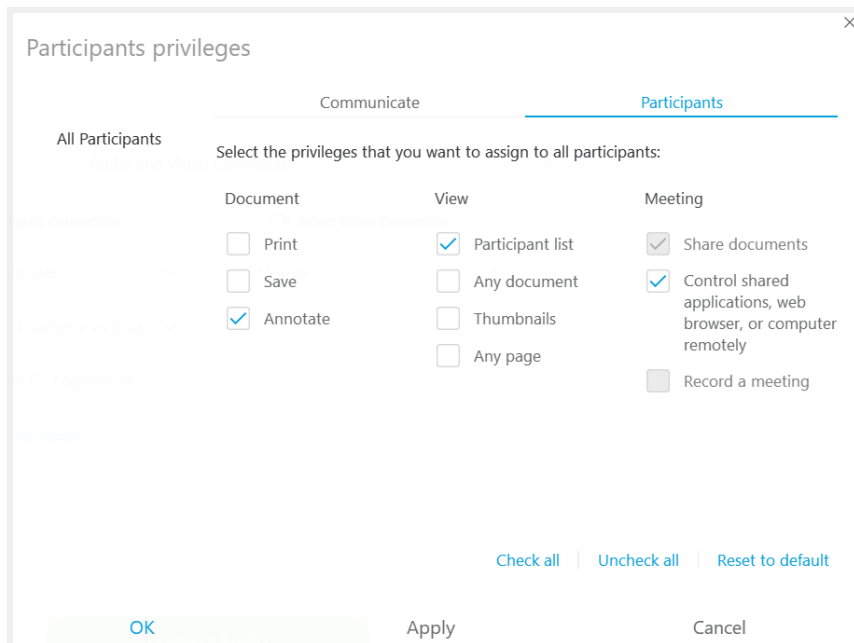 Participants privileges
Communicate
Participants
All Participants
Select the privileges that you want to assign to all participants:
Document
Print
Save
Annotate
View
Participant list
Any document
Thumbnails
Any page
Meeting
Share documents
Control shared
applications, web
browser, or computer
remotely
Record a meeting
Check all
Uncheck all
Reset to default
OK
Apply
Cancel